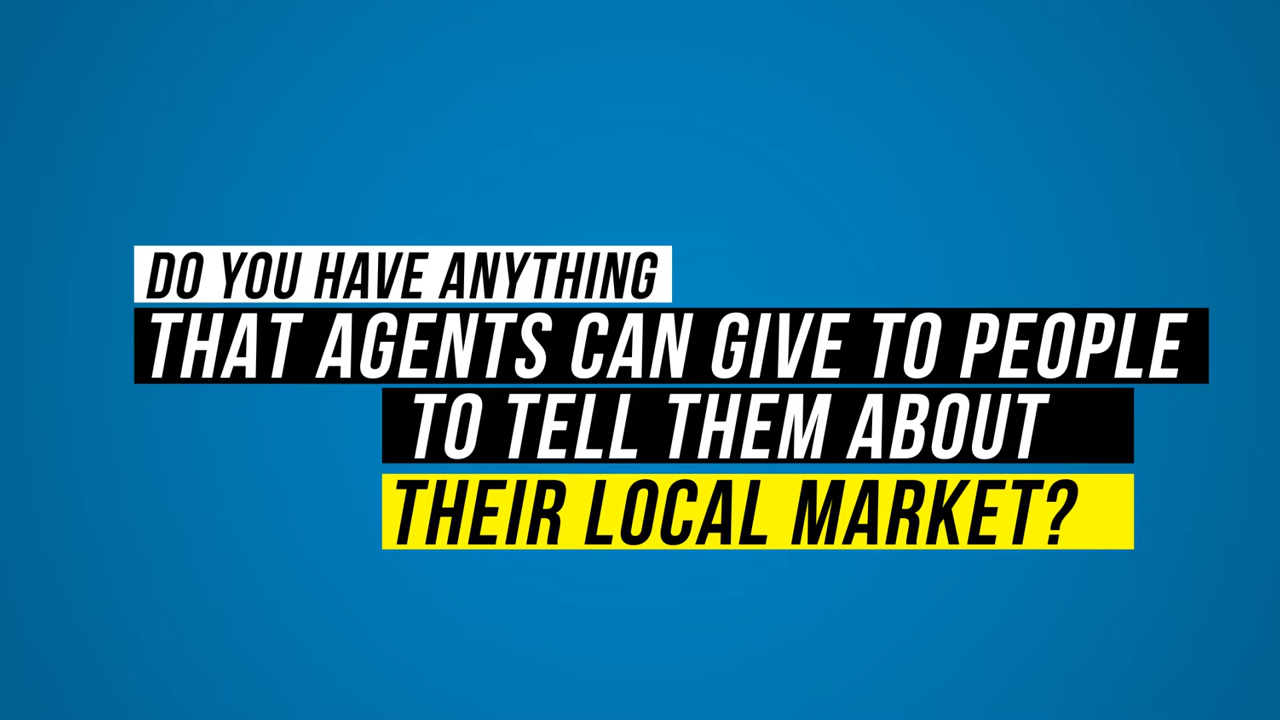 DO YOU HAVE ANYTHING
THAT AGENTS CAN GIVE TO PEOPLE
TO TELL THEM ABOUT
THEIR LOCAL MARKET?